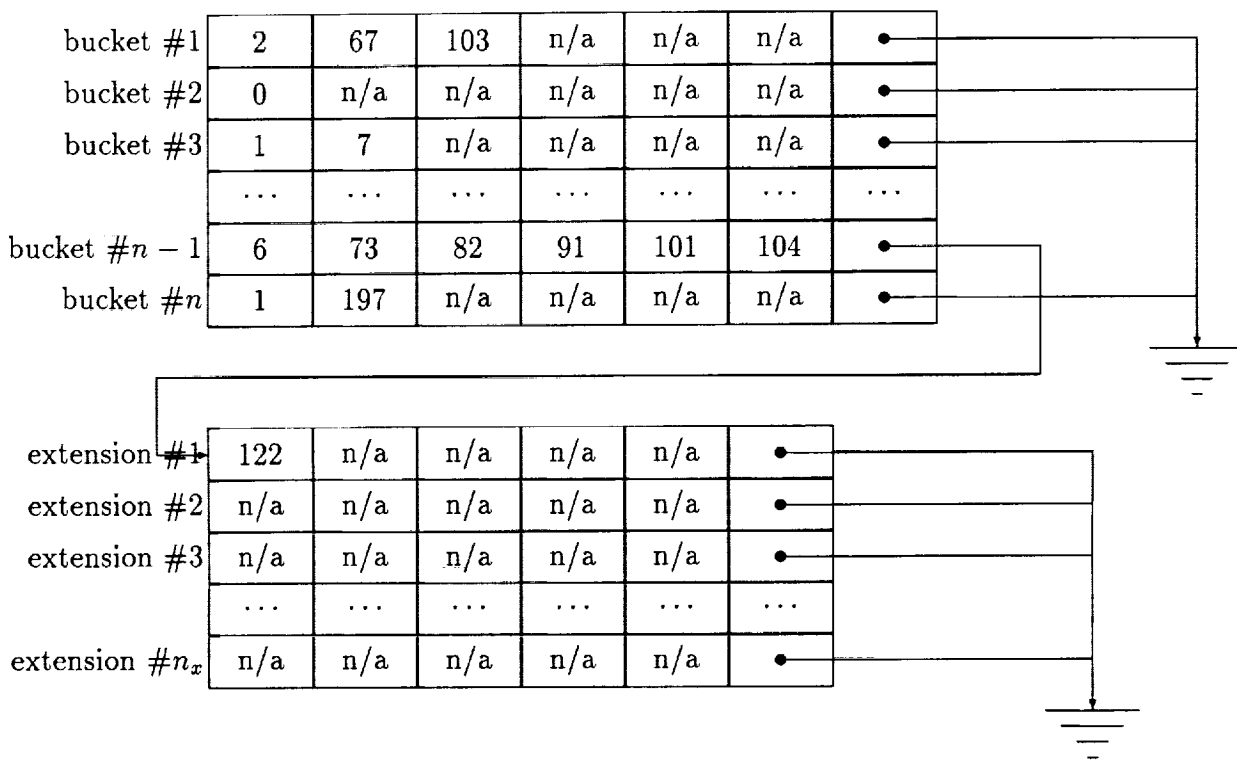 bucket #1 2 67 103 n/a n/a n/a
bucket #2 0 n/a n/a n/a n/a n/a
bucket #3 1 7 n/a n/a n/a n/a
... ... ... ... ... ... ...
bucket #n − 1 6 73 82 91 101 104
bucket #n 1 197 n/a n/a n/a n/a
extension #1 122 n/a n/a n/a n/a
extension #2 n/a n/a n/a n/a n/a
extension #3 n/a n/a n/a n/a n/a
... ... ... ... ... ...
extension #nₓ n/a n/a n/a n/a n/a